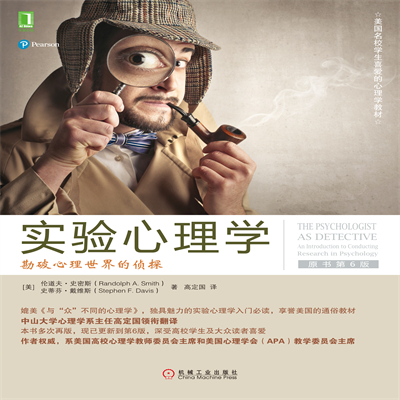 Pearson
☆美国名校学生喜爱的心理学教材☆
实验心理学
勘破心理世界的侦探
THE PSYCHOLOGIST
AS DETECTIVE
An Introduction to Conducting
Research in Psychology
原书第6版
[美] 伦道夫·史密斯（Randolph A. Smith）
史蒂芬·戴维斯（Stephen F. Davis） 著 高定国 译
媲美《与“众”不同的心理学》，独具魅力的实验心理学入门必读，享誉美国的通俗教材
中山大学心理学系主任高定国领衔翻译
本书多次再版，现已更新到第6版，深受高校学生及大众读者喜爱
作者权威，系美国高校心理学教师委员会主席和美国心理学会（APA）教学委员会主席
机械工业出版社
China Machine Press